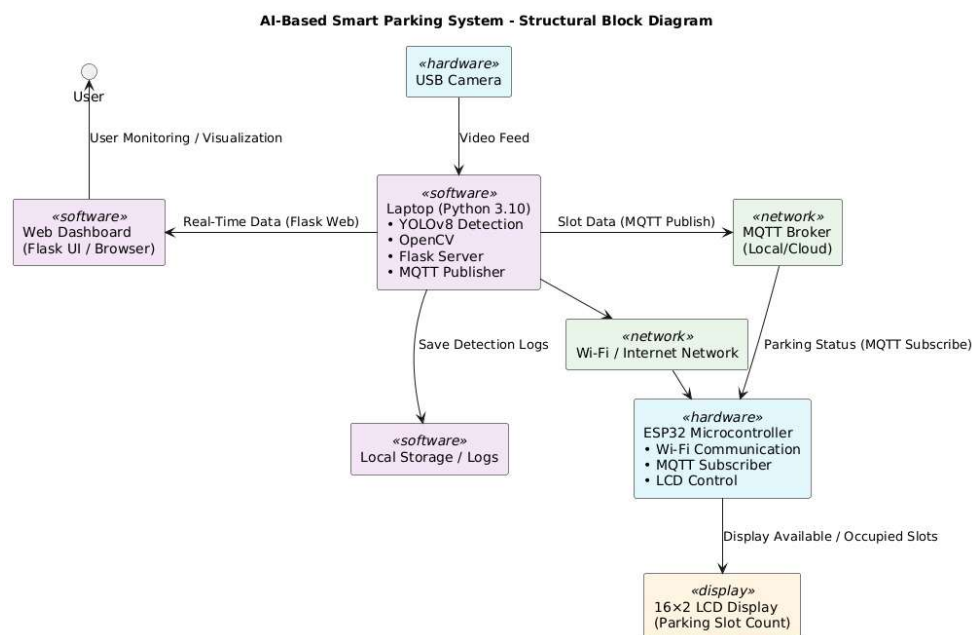 AI-Based Smart Parking System - Structural Block Diagram
«hardware»
USB Camera
User
User Monitoring / Visualization
Video Feed
«software»
Web Dashboard
(Flask UI / Browser)
Real-Time Data (Flask Web)
«software»
Laptop (Python 3.10)
• YOLOv8 Detection
• OpenCV
• Flask Server
• MQTT Publisher
Slot Data (MQTT Publish)
«network»
MQTT Broker
(Local/Cloud)
Save Detection Logs
«network»
Wi-Fi / Internet Network
Parking Status (MQTT Subscribe)
«software»
Local Storage / Logs
«hardware»
ESP32 Microcontroller
• Wi-Fi Communication
• MQTT Subscriber
• LCD Control
Display Available / Occupied Slots
«display»
16×2 LCD Display
(Parking Slot Count)